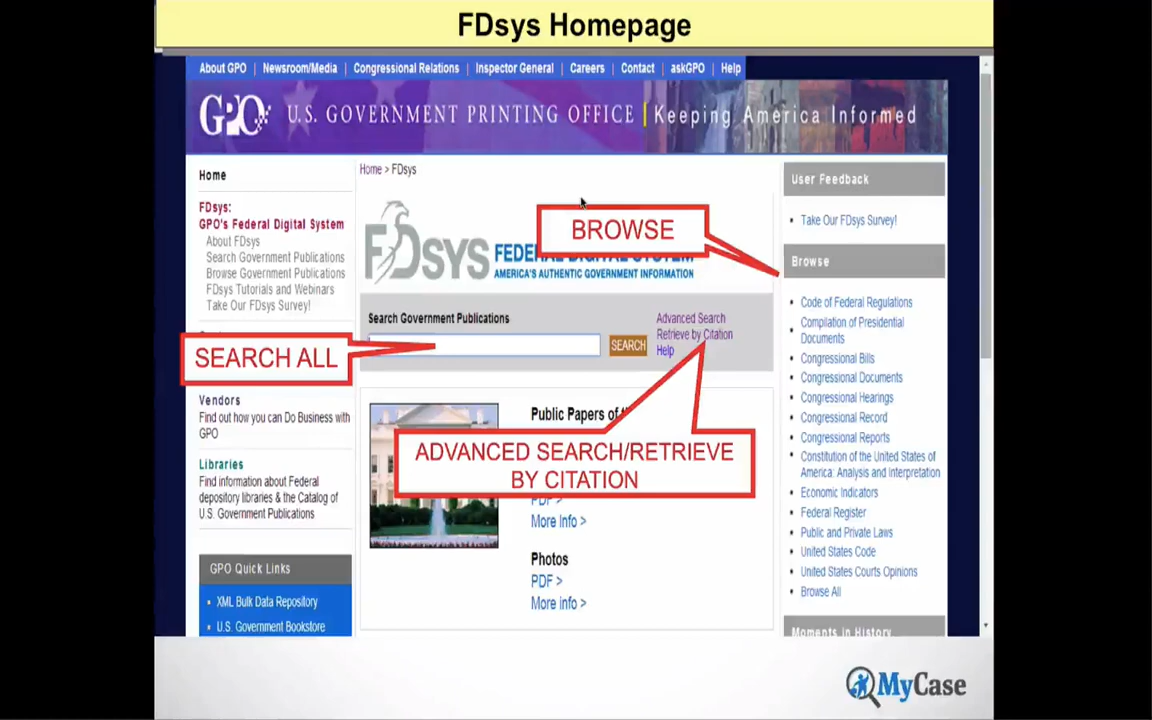 FDsys Homepage
About GPO | Newsroom/Media | Congressional Relations | Inspector General | Careers | Contact | askGPO | Help
GPO U.S. GOVERNMENT PRINTING OFFICE | Keeping America Informed
Home
FDsys:
GPO's Federal Digital System
About FDsys
Search Government Publications
Browse Government Publications
FDsys Tutorials and Webinars
Take Our FDsys Survey!
SEARCH ALL
Vendors
Find out how you can Do Business with
GPO
Libraries
Find information about Federal
depository libraries & the Catalog of
U.S. Government Publications
GPO Quick Links
XML Bulk Data Repository
U.S. Government Bookstore
Home > FDsys
BROWSE
FDSYS
AMERICA'S AUTHENTIC GOVERNMENT INFORMATION
Search Government Publications
SEARCH
Advanced Search
Retrieve by Citation
Help
Public Papers of
ADVANCED SEARCH/RETRIEVE
BY CITATION
PDF >
More Info >
Photos
PDF >
More info >
User Feedback
Take Our FDsys Survey!
Browse
Code of Federal Regulations
Compilation of Presidential
Documents
Congressional Bills
Congressional Documents
Congressional Hearings
Congressional Record
Congressional Reports
Constitution of the United States of
America: Analysis and Interpretation
Economic Indicators
Federal Register
Public and Private Laws
United States Code
United States Courts Opinions
Browse All
Moments in History
MyCase